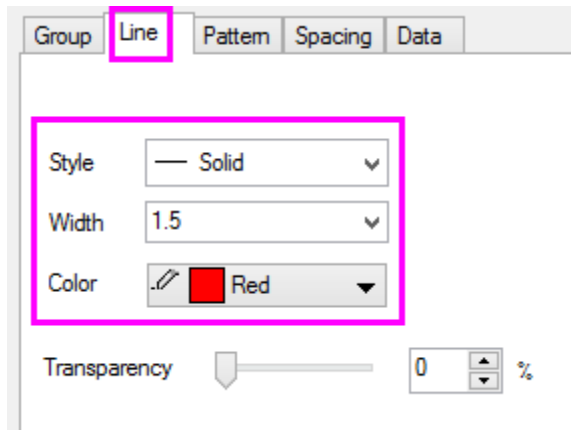 Group Line Pattern Spacing Data
Style Solid
Width 1.5
Color Red
Transparency 0 %